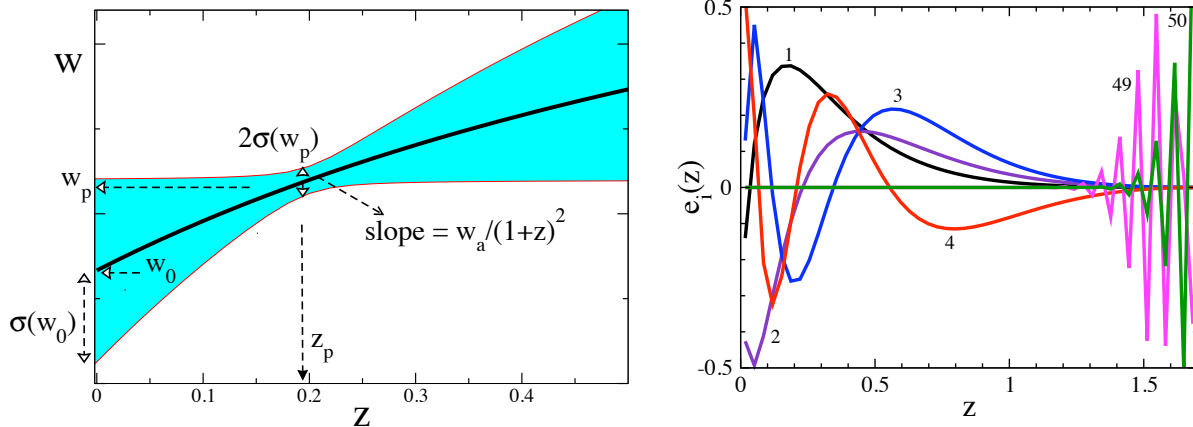 w
w_p
2σ(w_p)
slope = w_a/(1+z)^2
w_0
σ(w_0)
z_p
0
0.1
0.2
0.3
0.4
z
0.5
0
-0.5
e_i(z)
1
2
3
4
49
50
0
0.5
1
1.5
z